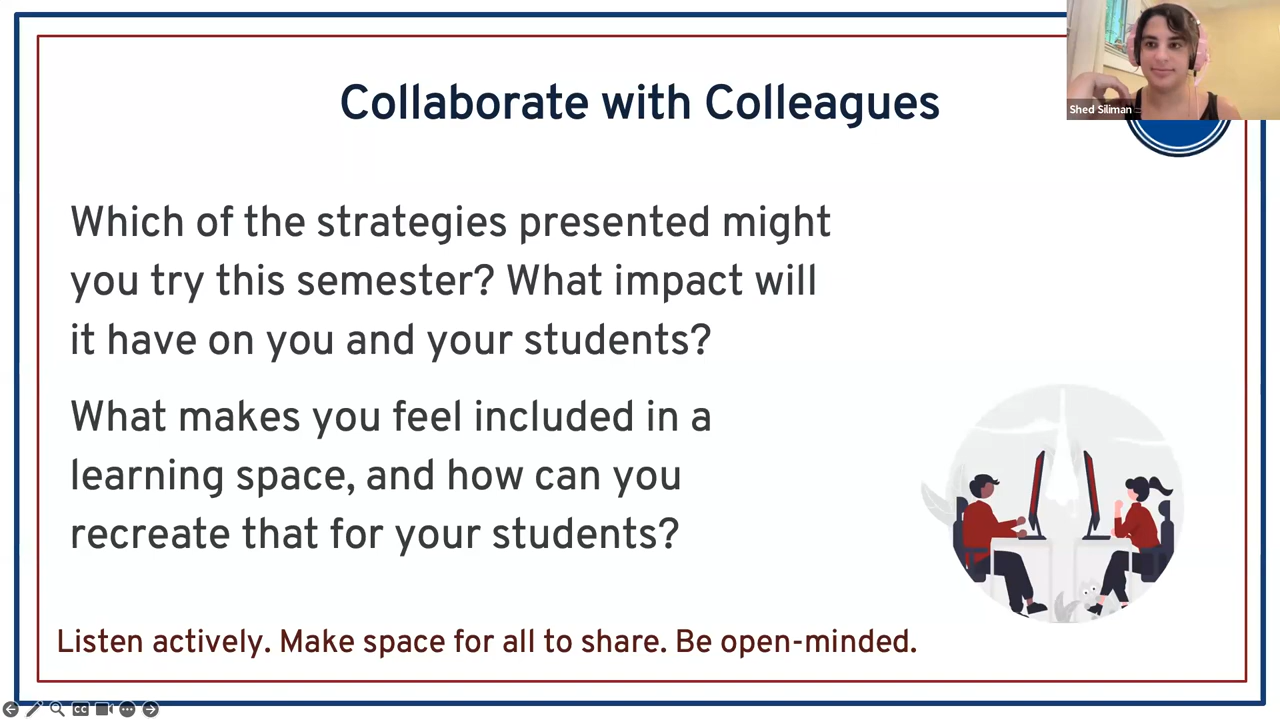 Collaborate with Colleagues
Shed Siliman
Which of the strategies presented might
you try this semester? What impact will
it have on you and your students?
What makes you feel included in a
learning space, and how can you
recreate that for your students?
Listen actively. Make space for all to share. Be open-minded.
CC